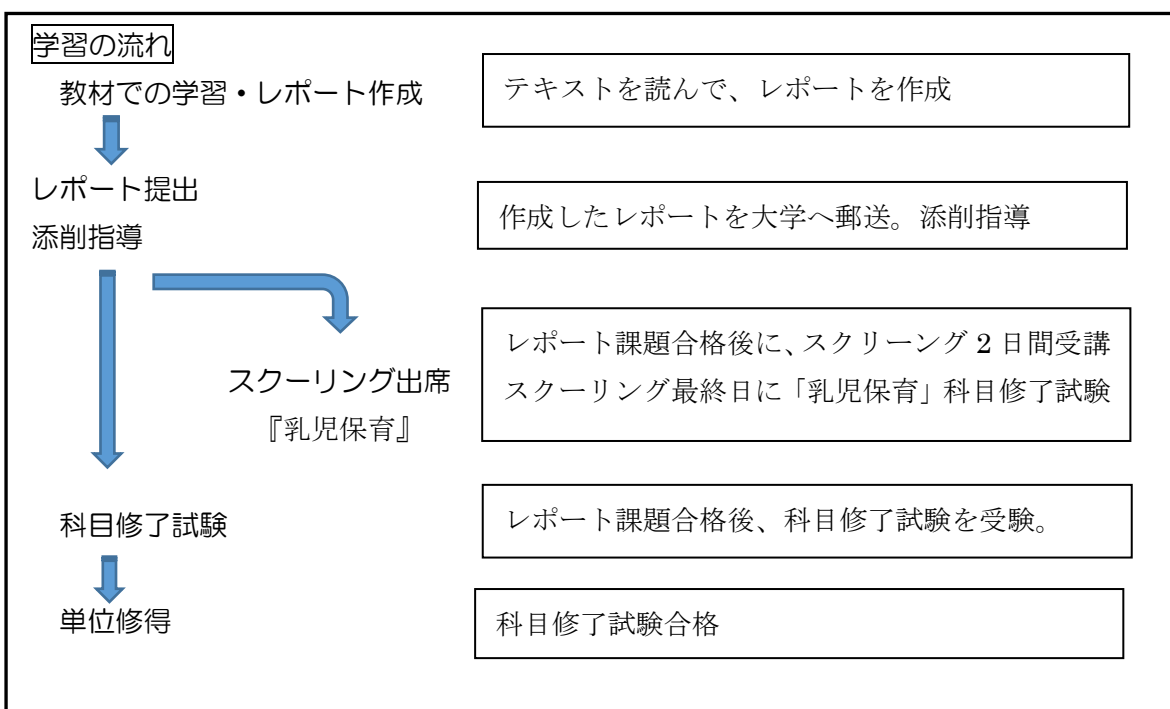 学習の流れ
教材での学習・レポート作成
テキストを読んで、レポートを作成
レポート提出
添削指導
作成したレポートを大学へ郵送。添削指導
スクーリング出席
『乳児保育』
レポート課題合格後に、スクリーング 2 日間受講
スクーリング最終日に「乳児保育」科目修了試験
科目修了試験
レポート課題合格後、科目修了試験を受験。
単位修得
科目修了試験合格